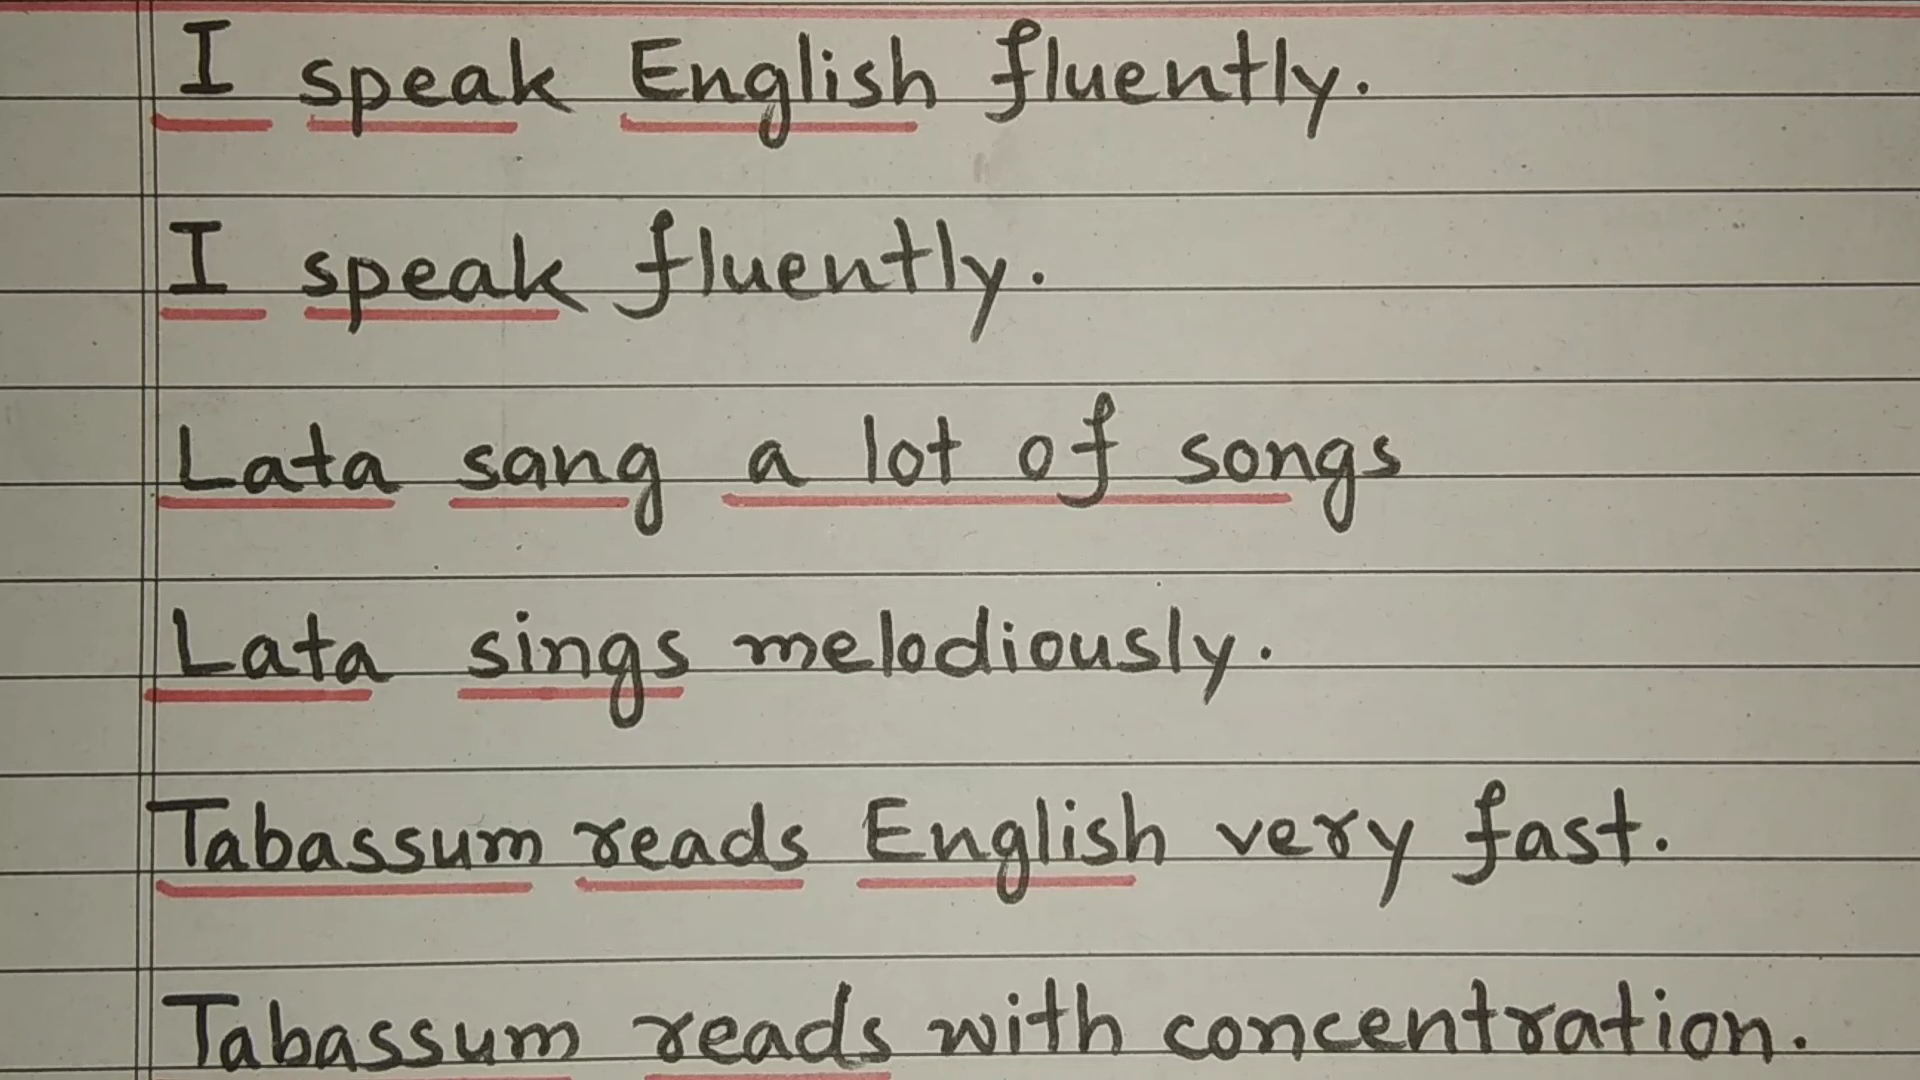 I speak English fluently.
I speak fluently.
Lata sang a lot of songs
Lata sings melodiously.
Tabassum reads English very fast.
Tabassum reads with concentration.